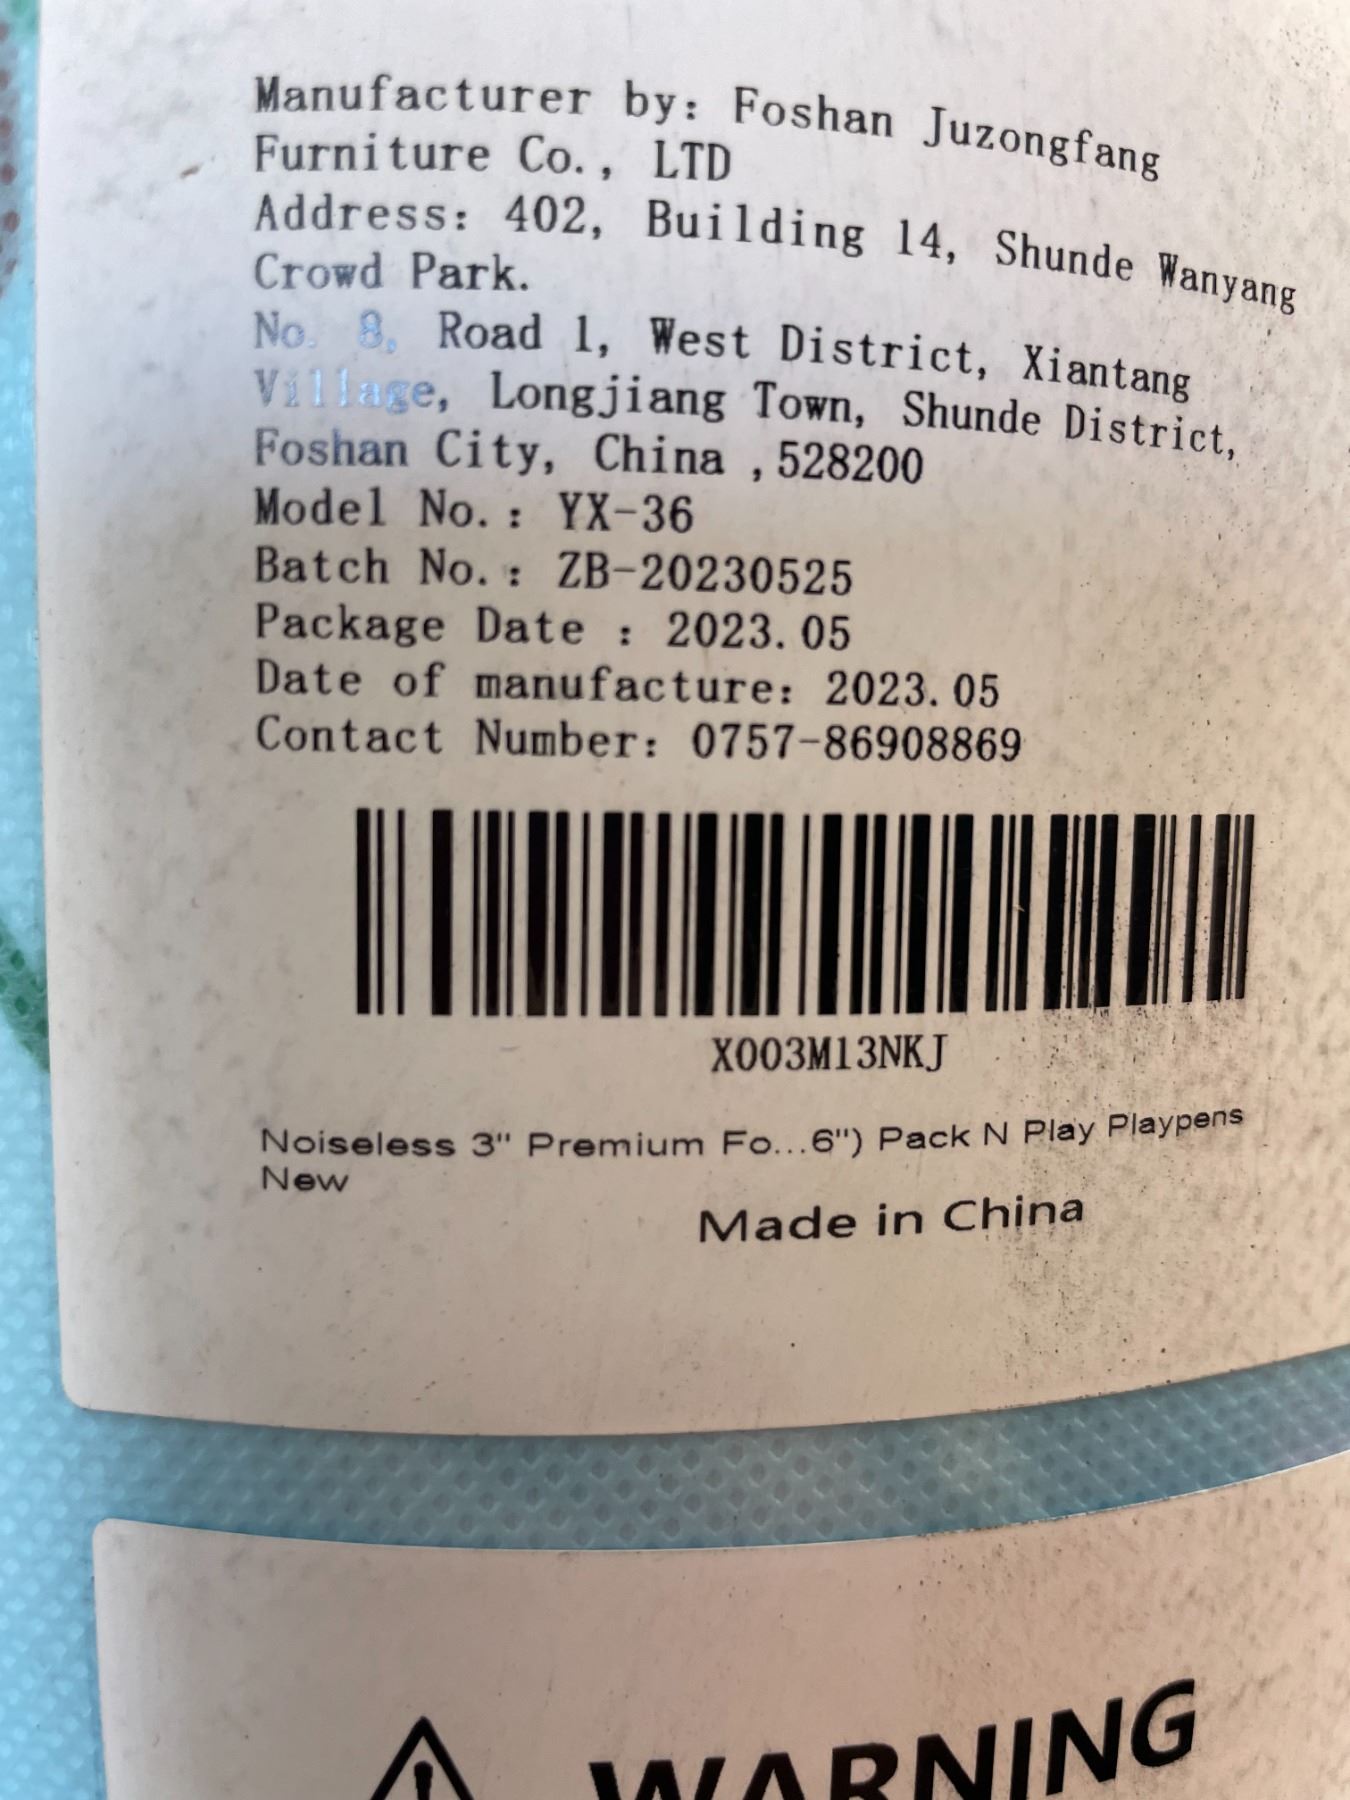 Manufacturer by: Foshan Juzongfang
Furniture Co., LTD
Address: 402, Building 14, Shunde Wanyang
Crowd Park.
No. 8, Road 1, West District, Xiantang
Village, Longjiang Town, Shunde District,
Foshan City, China ,528200
Model No.: YX-36
Batch No.: ZB-20230525
Package Date : 2023.05
Date of manufacture: 2023.05
Contact Number: 0757-86908869
X003M13NKJ
Noiseless 3" Premium Fo...6") Pack N Play Playpens
New
Made in China
WARNING